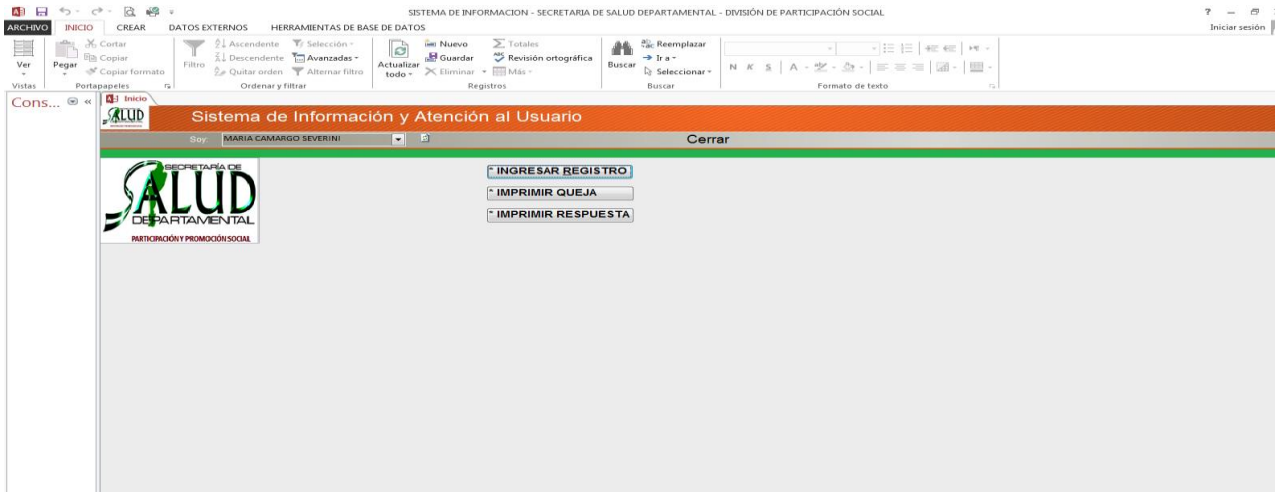 SISTEMA DE INFORMACION - SECRETARIA DE SALUD DEPARTAMENTAL - DIVISIÓN DE PARTICIPACIÓN SOCIAL
ARCHIVO INICIO CREAR DATOS EXTERNOS HERRAMIENTAS DE BASE DE DATOS Iniciar sesión
Ver
Vistas
Pegar
Cortar
Copiar
Copiar formato
Portapapeles
Filtro
Ascendente
Descendente
Quitar orden
Selección
Avanzadas
Alternar filtro
Ordenar y filtrar
Actualizar
todo
Nuevo
Guardar
Eliminar
Totales
Revisión ortográfica
Más
Registros
Buscar
Reemplazar
Ir a
Seleccionar
Buscar
N K S A
Formato de texto
Cons...
Inicio
SALUD
Sistema de Información y Atención al Usuario
Soy: MARIA CAMARGO SEVERINI
Cerrar
SECRETARÍA DE
SALUD
DEPARTAMENTAL
PARTICIPACIÓN Y PROMOCIÓN SOCIAL
* INGRESAR REGISTRO
* IMPRIMIR QUEJA
* IMPRIMIR RESPUESTA